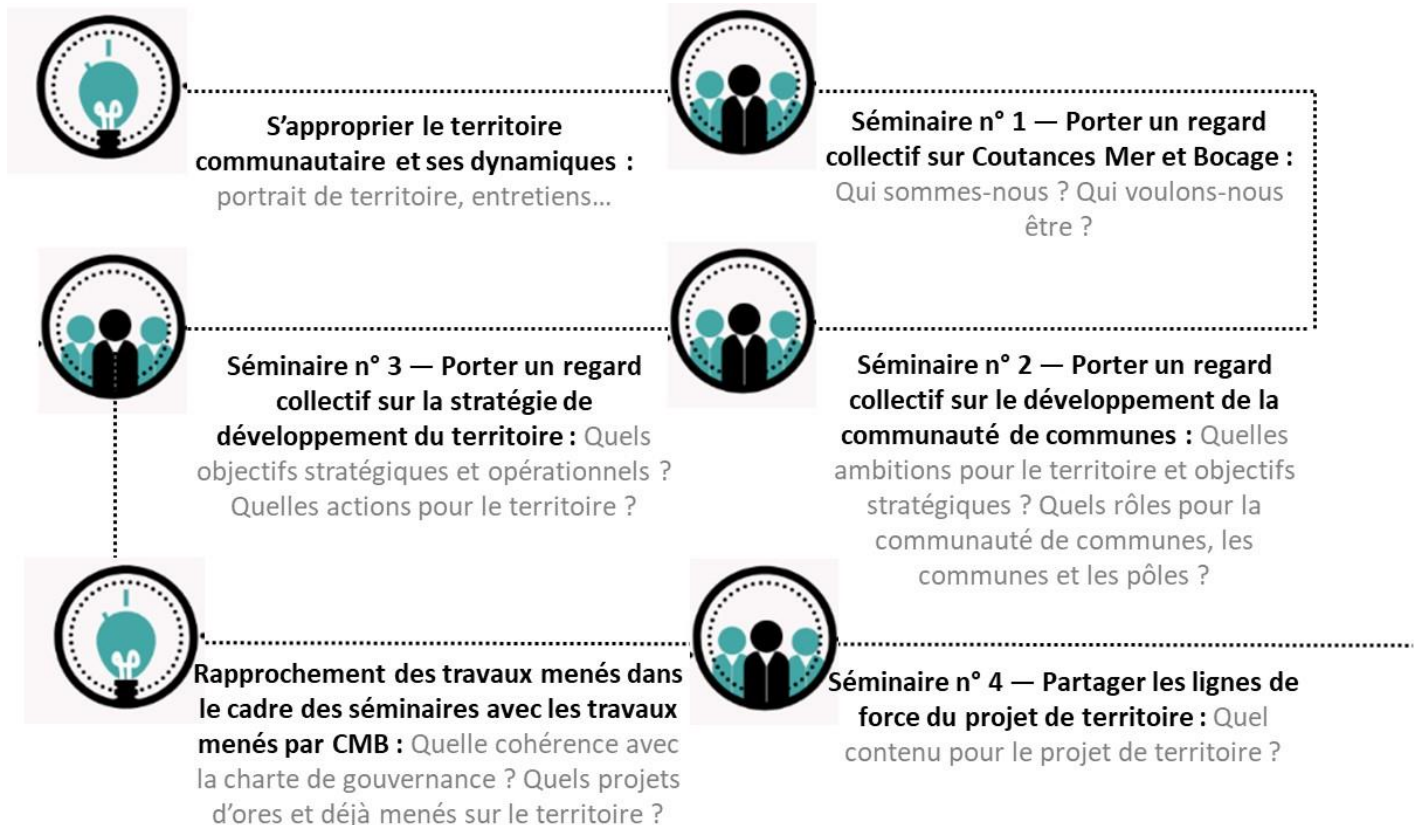 S'approprier le territoire
communautaire et ses dynamiques :
portrait de territoire, entretiens...
Séminaire n° 1 — Porter un regard
collectif sur Coutances Mer et Bocage :
Qui sommes-nous ? Qui voulons-nous
être ?
Séminaire n° 2 — Porter un regard
collectif sur le développement de la
communauté de communes : Quelles
ambitions pour le territoire et objectifs
stratégiques ? Quels rôles pour la
communauté de communes, les
communes et les pôles ?
Séminaire n° 3 — Porter un regard
collectif sur la stratégie de
développement du territoire : Quels
objectifs stratégiques et opérationnels ?
Quelles actions pour le territoire ?
Rapprochement des travaux menés dans
le cadre des séminaires avec les travaux
menés par CMB : Quelle cohérence avec
la charte de gouvernance ? Quels projets
d'ores et déjà menés sur le territoire ?
Séminaire n° 4 — Partager les lignes de
force du projet de territoire : Quel
contenu pour le projet de territoire ?